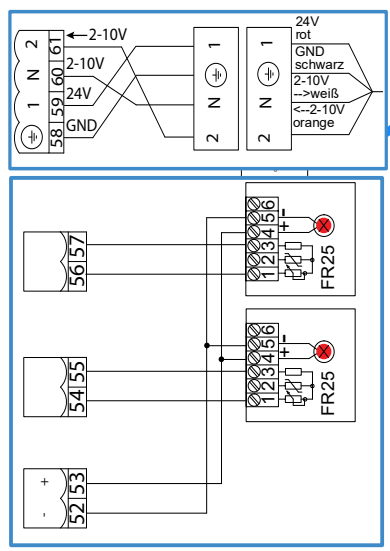 2
61
←2-10V
N
60
2-10V
1
59
24V
58
GND
1
N
2
1
N
2
24V
rot
GND
schwarz
2-10V
-->weiß
<--2-10V
orange
57
56
1 2 3 4 5 6
+ -
X
FR25
55
54
1 2 3 4 5 6
+ -
X
FR25
+
53
-
52